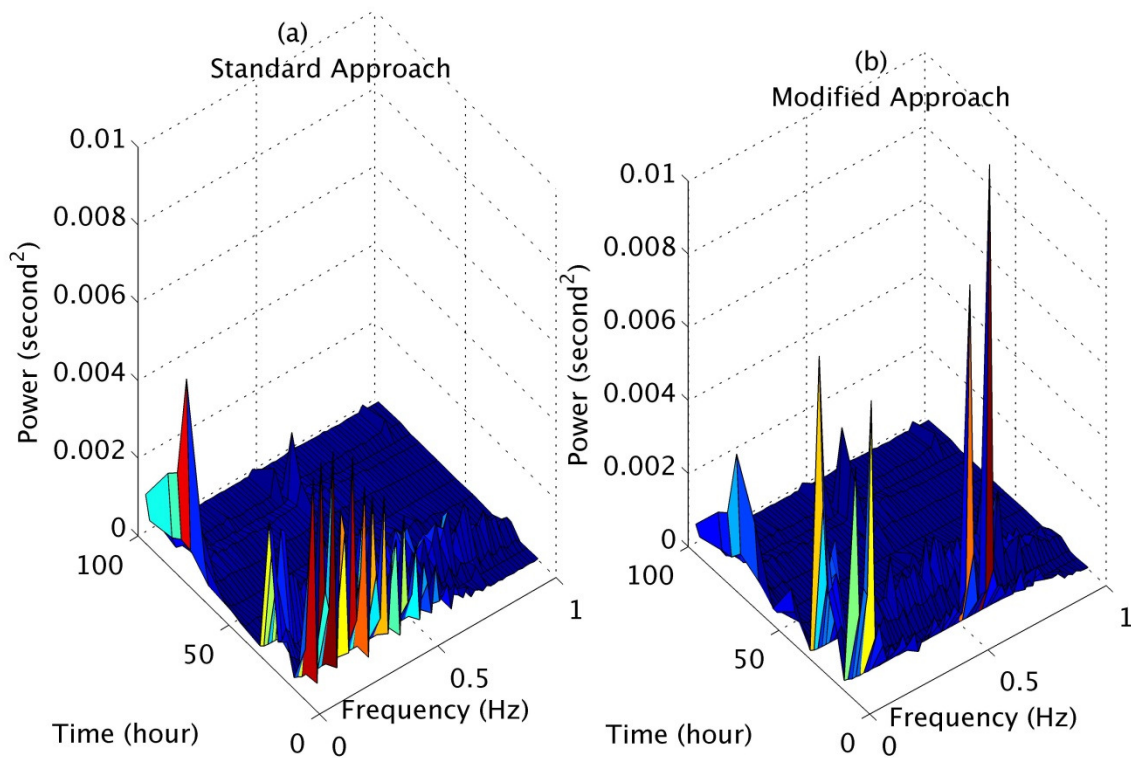 (a)
Standard Approach
0.01
0.008
0.006
0.004
0.002
0
Power (second²)
100
50
0
Time (hour)
0
0.5
1
Frequency (Hz)
(b)
Modified Approach
0.01
0.008
0.006
0.004
0.002
0
Power (second²)
100
50
0
Time (hour)
0
0.5
1
Frequency (Hz)